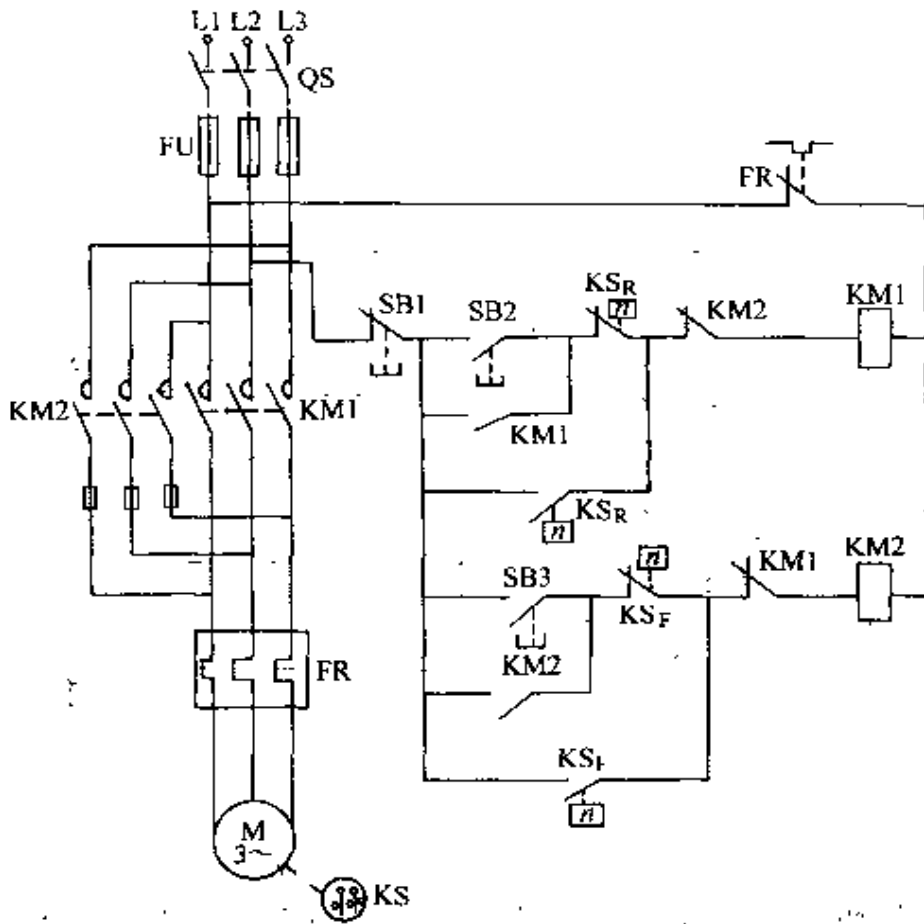 L1 L2 L3
QS
FU
FR
SB1
SB2
KSR
n
KM2
KM1
KM2
KM1
KM1
KSR
n
SB3
n
KSF
KM1
KM2
KM2
FR
KSF
n
M
3~
KS